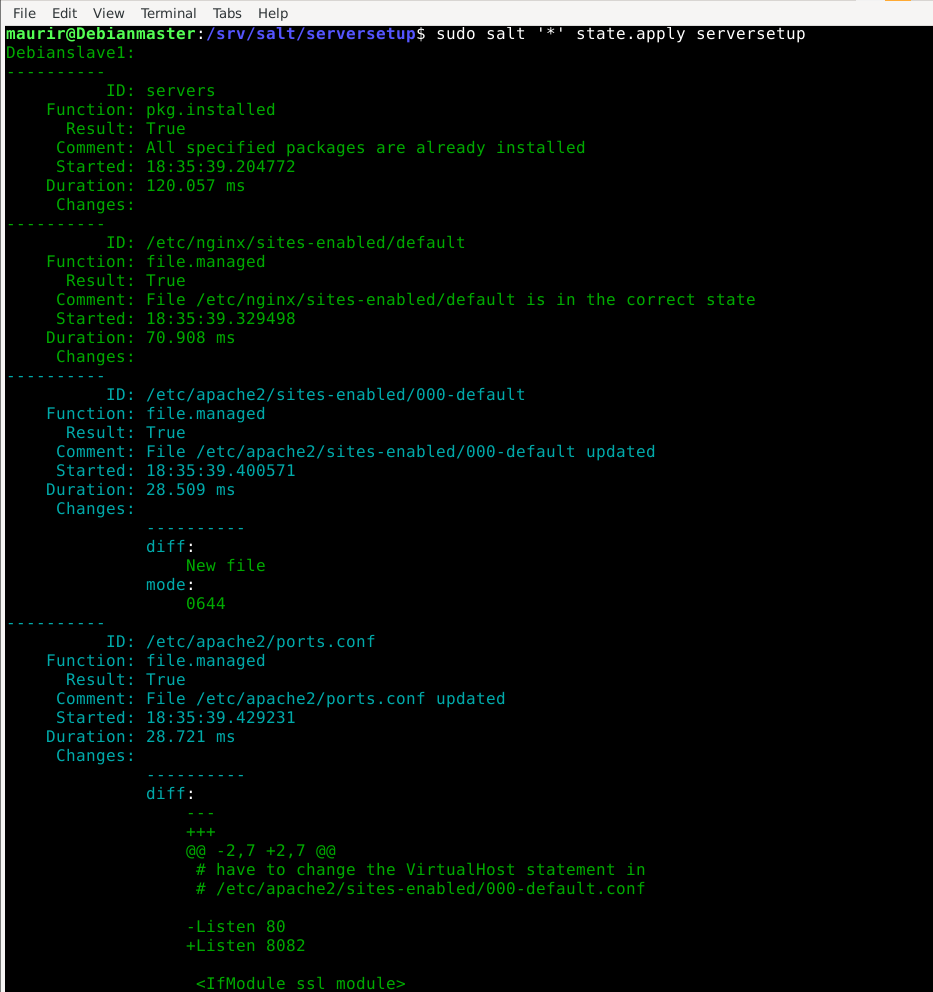 File Edit View Terminal Tabs Help
maurir@Debianmaster:/srv/salt/serversetup$ sudo salt '*' state.apply serversetup
Debianslave1:
----------
          ID: servers
    Function: pkg.installed
      Result: True
     Comment: All specified packages are already installed
     Started: 18:35:39.204772
    Duration: 120.057 ms
     Changes:
----------
          ID: /etc/nginx/sites-enabled/default
    Function: file.managed
      Result: True
     Comment: File /etc/nginx/sites-enabled/default is in the correct state
     Started: 18:35:39.329498
    Duration: 70.908 ms
     Changes:
----------
          ID: /etc/apache2/sites-enabled/000-default
    Function: file.managed
      Result: True
     Comment: File /etc/apache2/sites-enabled/000-default updated
     Started: 18:35:39.400571
    Duration: 28.509 ms
     Changes:
              ----------
              diff:
                  New file
              mode:
                  0644
----------
          ID: /etc/apache2/ports.conf
    Function: file.managed
      Result: True
     Comment: File /etc/apache2/ports.conf updated
     Started: 18:35:39.429231
    Duration: 28.721 ms
     Changes:
              ----------
              diff:
                  ---
                  +++
                  @@ -2,7 +2,7 @@
                   # have to change the VirtualHost statement in
                   # /etc/apache2/sites-enabled/000-default.conf

                  -Listen 80
                  +Listen 8082

                   <IfModule ssl_module>